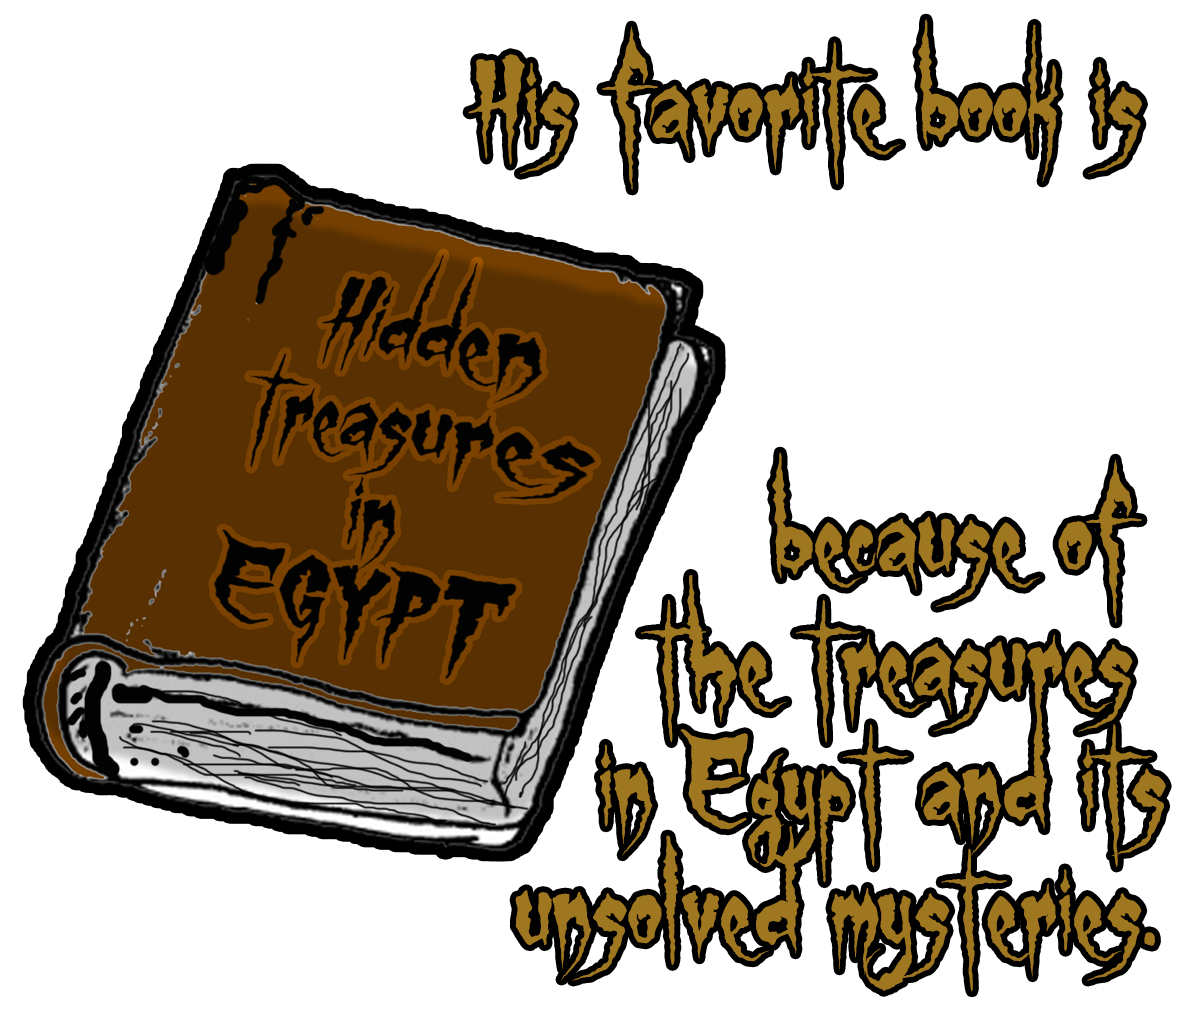 His favorite book is
Hidden
treasures
in
EGYPT
because of
the treasures
in Egypt and its
unsolved mysteries.